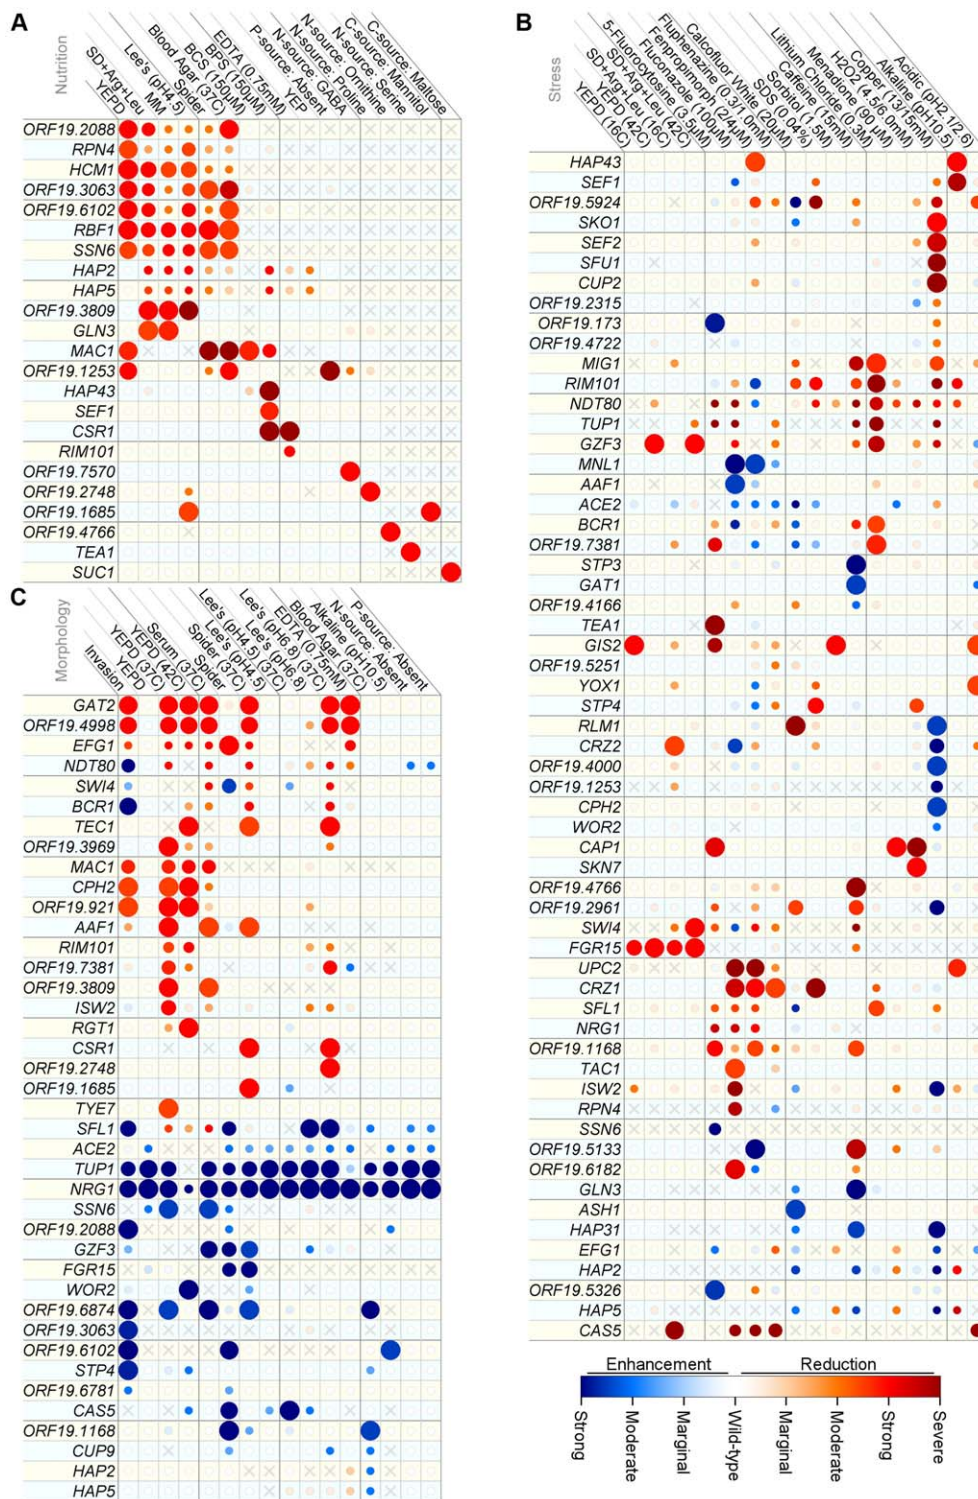 A
Nutrition
YEPD
SD+Arg+Leu
MM
Lee's (pH4.5)
Spider
Blood Agar
BCS (150µM)
BPS (150µM)
EDTA (0.75mM)
YEP
P-source: Absent
N-source: GABA
N-source: Proline
N-source: Ornithine
N-source: Serine
C-source: Mannitol
C-source: Maltose
ORF19.2088
RPN4
HCM1
ORF19.3063
ORF19.6102
RBF1
SSN6
HAP2
HAP5
ORF19.3809
GLN3
MAC1
ORF19.1253
HAP43
SEF1
CSR1
RIM101
ORF19.7570
ORF19.2748
ORF19.1685
ORF19.4766
TEA1
SUC1
B
Stress
YEPD (16C)
YEPD (42C)
SD+Arg+Leu (16C)
SD+Arg+Leu (42C)
5-Fluorocytosine (3.5µM)
Fluconazole (100µM)
Fenpropimorph (24µM)
Fluphenazine (0.3/1.0mM)
Calcofluor White (20µM)
SDS (0.04%)
Sorbitol (1.5M)
Caffeine (15mM)
Lithium Chloride (0.3M)
Menadione (90 µM)
H2O2 (4.5/6.0mM)
Copper (13/15mM)
Alkaline (pH10.5)
Acidic (pH2.1/2.6)
HAP43
SEF1
ORF19.5924
SKO1
SEF2
SFU1
CUP2
ORF19.2315
ORF19.173
ORF19.4722
MIG1
RIM101
NDT80
TUP1
GZF3
MNL1
AAF1
ACE2
BCR1
ORF19.7381
STP3
GAT1
ORF19.4166
TEA1
GIS2
ORF19.5251
YOX1
STP4
RLM1
CRZ2
ORF19.4000
ORF19.1253
CPH2
WOR2
CAP1
SKN7
ORF19.4766
ORF19.2961
SWI4
FGR15
UPC2
CRZ1
SFL1
NRG1
ORF19.1168
TAC1
ISW2
RPN4
SSN6
ORF19.5133
ORF19.6182
GLN3
ASH1
HAP31
EFG1
HAP2
ORF19.5326
HAP5
CAS5
C
Morphology
Invasion
YEPD
YEPD (37C)
YEPD (42C)
Serum (37C)
Spider
Spider (37C)
Lee's (pH4.5)
Lee's (pH4.5) (37C)
Lee's (pH6.8)
Lee's (pH6.8) (37C)
EDTA (0.75mM)
Blood Agar (37C)
Alkaline (pH10.5)
N-source: Absent
P-source: Absent
GAT2
ORF19.4998
EFG1
NDT80
SWI4
BCR1
TEC1
ORF19.3969
MAC1
CPH2
ORF19.921
AAF1
RIM101
ORF19.7381
ORF19.3809
ISW2
RGT1
CSR1
ORF19.2748
ORF19.1685
TYE7
SFL1
ACE2
TUP1
NRG1
SSN6
ORF19.2088
GZF3
FGR15
WOR2
ORF19.6874
ORF19.3063
ORF19.6102
STP4
ORF19.6781
CAS5
ORF19.1168
CUP9
HAP2
HAP5
Enhancement Reduction
Strong
Moderate
Marginal
Wild-type
Marginal
Moderate
Strong
Severe